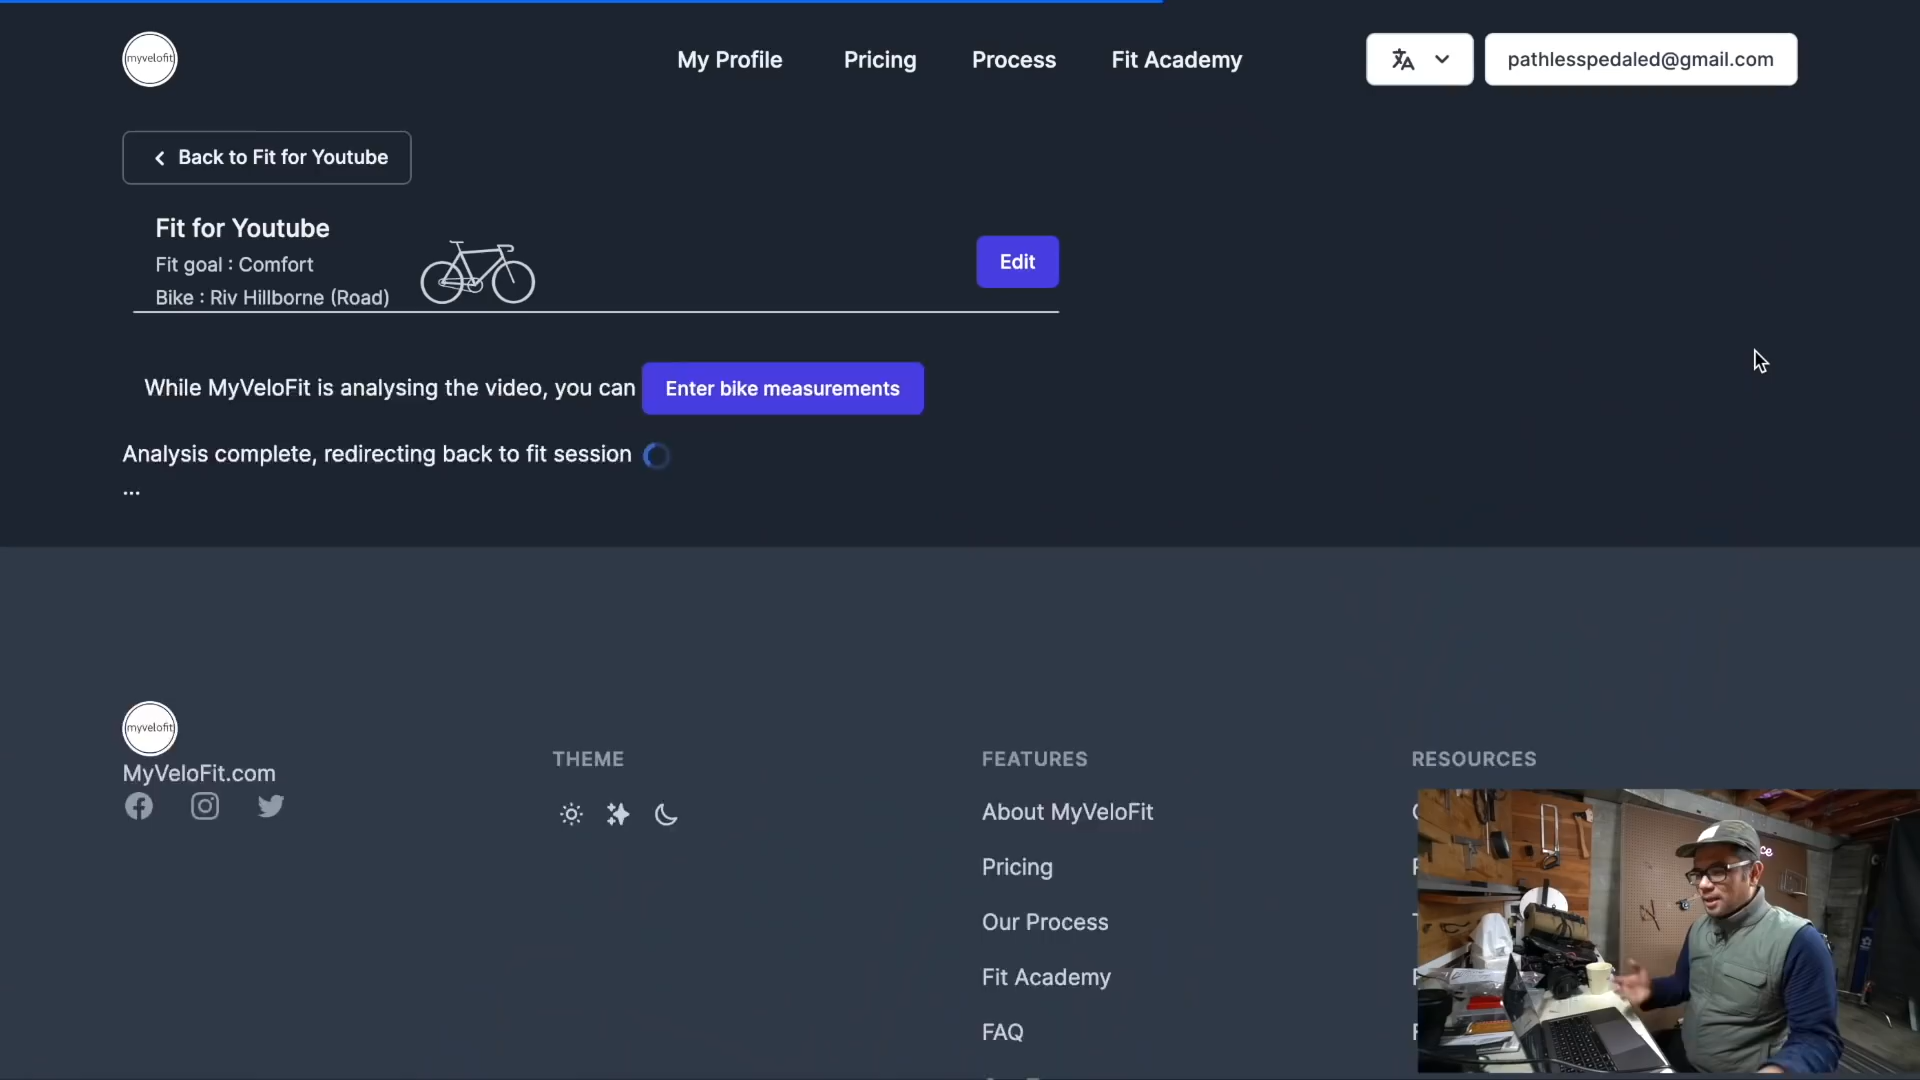 myvelofit
My Profile
Pricing
Process
Fit Academy
pathlesspedaled@gmail.com
Back to Fit for Youtube
Fit for Youtube
Fit goal : Comfort
Bike : Riv Hillborne (Road)
Edit
While MyVeloFit is analysing the video, you can
Enter bike measurements
Analysis complete, redirecting back to fit session
...
myvelofit
MyVeloFit.com
THEME
FEATURES
About MyVeloFit
Pricing
Our Process
Fit Academy
FAQ
RESOURCES